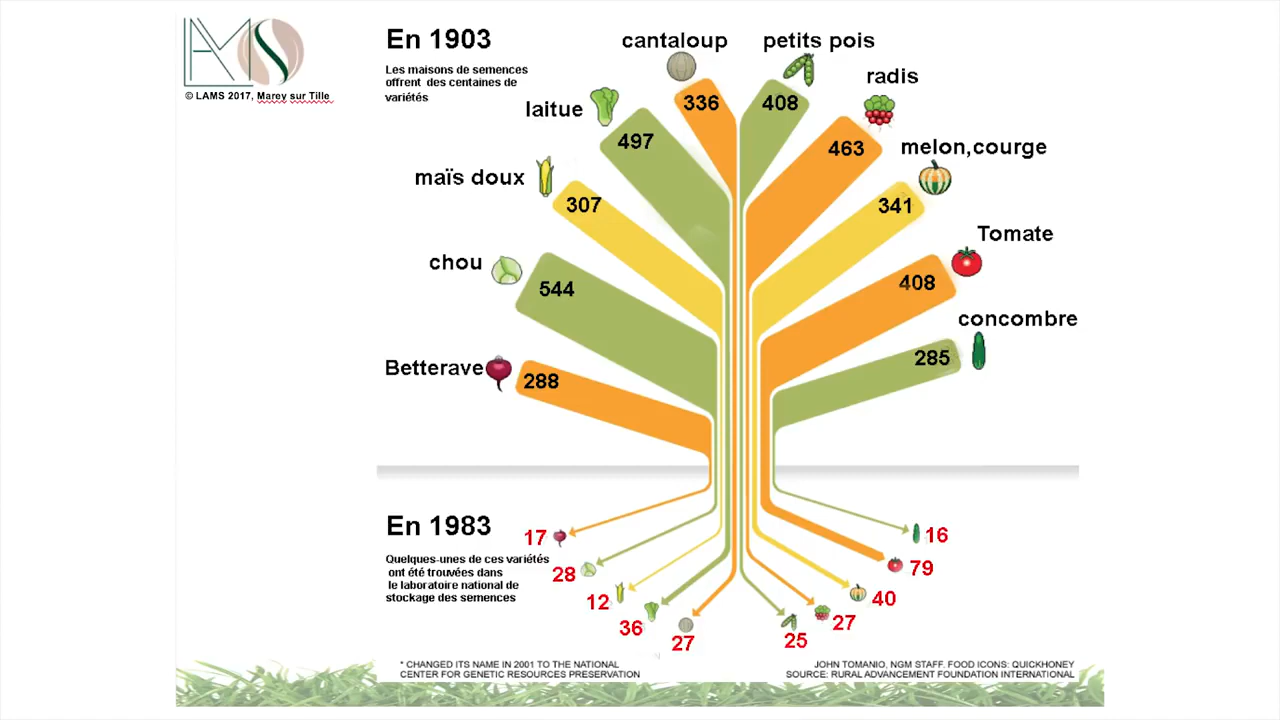 LAMS
© LAMS 2017, Marey sur Tille
En 1903
Les maisons de semences
offrent des centaines de
variétés
cantaloup
petits pois
radis
laitue
336
408
497
463
melon,courge
maïs doux
307
341
Tomate
chou
544
408
concombre
Betterave
288
285
En 1983
Quelques-unes de ces variétés
ont été trouvées dans
le laboratoire national de
stockage des semences
17
28
12
36
27
25
27
40
79
16
* CHANGED ITS NAME IN 2001 TO THE NATIONAL
CENTER FOR GENETIC RESOURCES PRESERVATION
JOHN TOMANIO, NGM STAFF. FOOD ICONS: QUICKHONEY
SOURCE: RURAL ADVANCEMENT FOUNDATION INTERNATIONAL